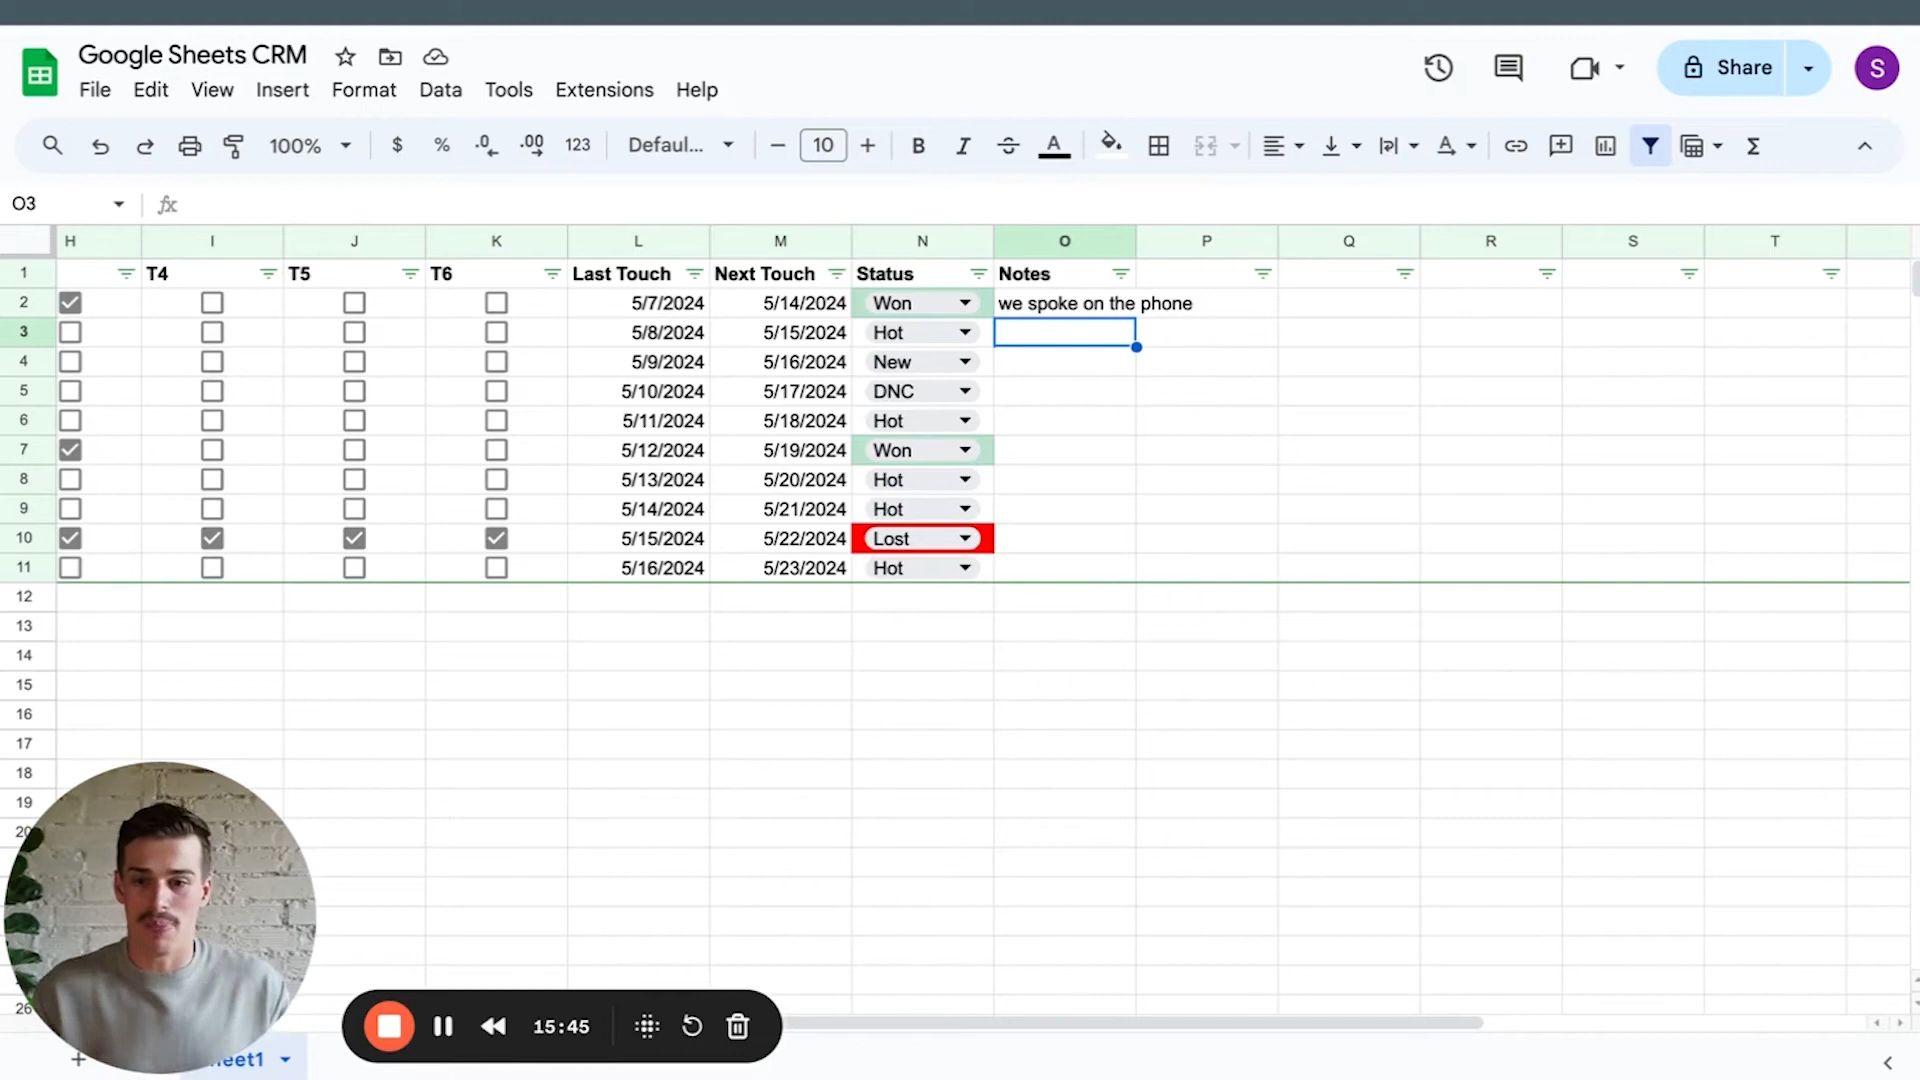 Google Sheets CRM
File Edit View Insert Format Data Tools Extensions Help
Share
S
100% $ % .0 .00 123 Defaul... 10 B I S A Σ
O3 fx
H I J K L M N O P Q R S T
1 T4 T5 T6 Last Touch Next Touch Status Notes
2 5/7/2024 5/14/2024 Won we spoke on the phone
3 5/8/2024 5/15/2024 Hot
4 5/9/2024 5/16/2024 New
5 5/10/2024 5/17/2024 DNC
6 5/11/2024 5/18/2024 Hot
7 5/12/2024 5/19/2024 Won
8 5/13/2024 5/20/2024 Hot
9 5/14/2024 5/21/2024 Hot
10 5/15/2024 5/22/2024 Lost
11 5/16/2024 5/23/2024 Hot
12
13
14
15
16
17
18
19
20
26
15:45